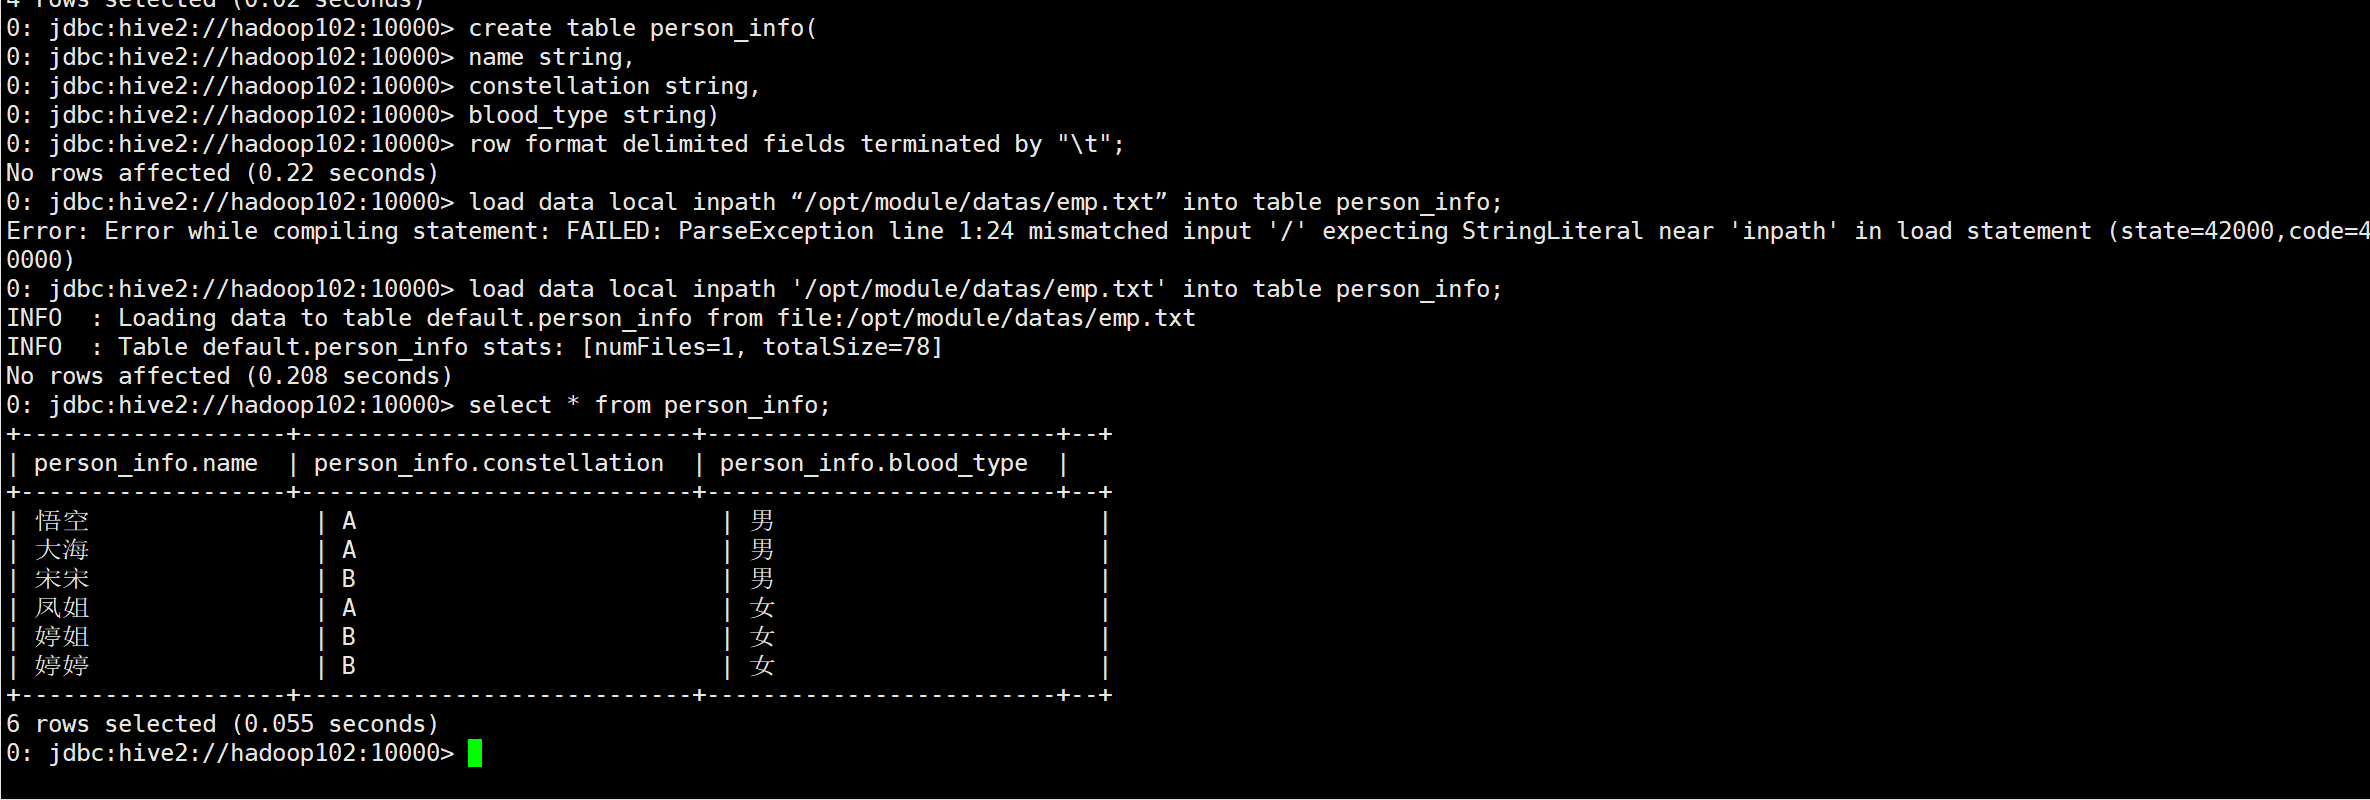 4 rows selected (0.02 seconds)
0: jdbc:hive2://hadoop102:10000> create table person_info(
0: jdbc:hive2://hadoop102:10000> name string,
0: jdbc:hive2://hadoop102:10000> constellation string,
0: jdbc:hive2://hadoop102:10000> blood_type string)
0: jdbc:hive2://hadoop102:10000> row format delimited fields terminated by "\t";
No rows affected (0.22 seconds)
0: jdbc:hive2://hadoop102:10000> load data local inpath “/opt/module/datas/emp.txt” into table person_info;
Error: Error while compiling statement: FAILED: ParseException line 1:24 mismatched input '/' expecting StringLiteral near 'inpath' in load statement (state=42000,code=4
0000)
0: jdbc:hive2://hadoop102:10000> load data local inpath '/opt/module/datas/emp.txt' into table person_info;
INFO  : Loading data to table default.person_info from file:/opt/module/datas/emp.txt
INFO  : Table default.person_info stats: [numFiles=1, totalSize=78]
No rows affected (0.208 seconds)
0: jdbc:hive2://hadoop102:10000> select * from person_info;
+-------------------+----------------------------+-------------------------+--+
| person_info.name  | person_info.constellation  | person_info.blood_type  |
+-------------------+----------------------------+-------------------------+--+
| 悟空                | A                          | 男                       |
| 大海                | A                          | 男                       |
| 宋宋                | B                          | 男                       |
| 凤姐                | A                          | 女                       |
| 婷姐                | B                          | 女                       |
| 婷婷                | B                          | 女                       |
+-------------------+----------------------------+-------------------------+--+
6 rows selected (0.055 seconds)
0: jdbc:hive2://hadoop102:10000>